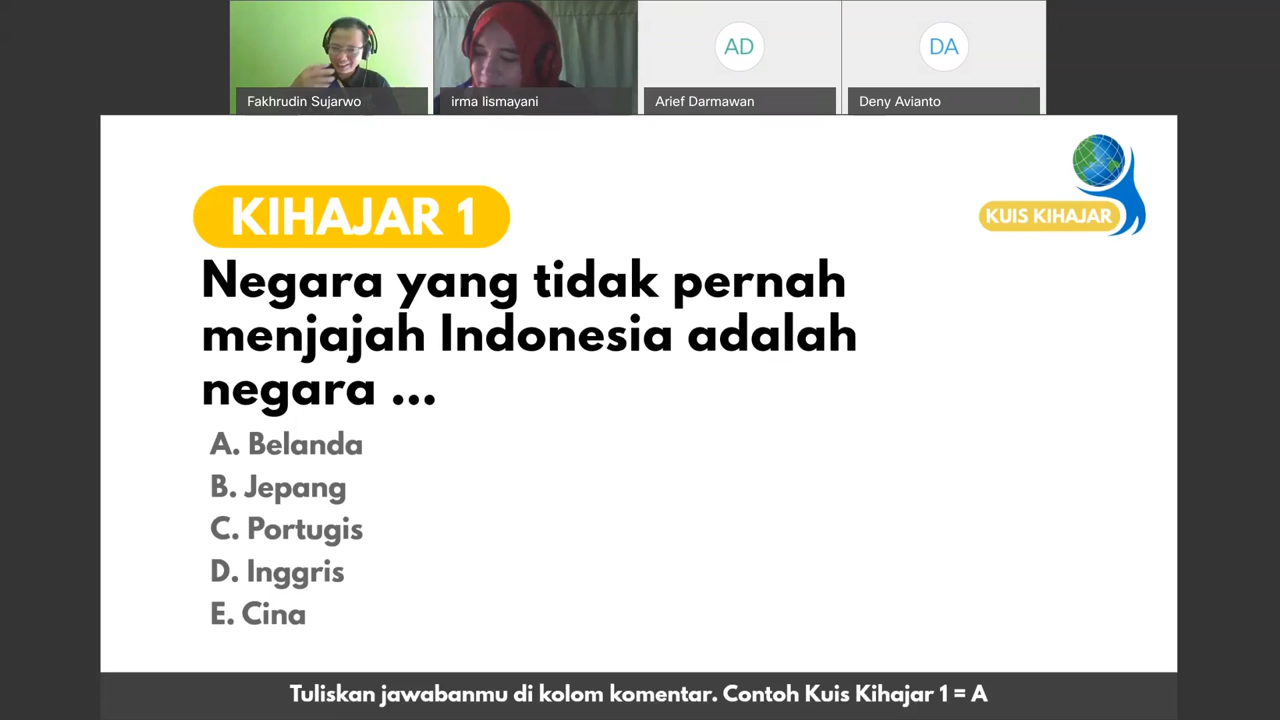 Fakhrudin Sujarwo
irma lismayani
AD
Arief Darmawan
DA
Deny Avianto
KUIS KIHAJAR
KIHAJAR 1
Negara yang tidak pernah
menjajah Indonesia adalah
negara ...
A. Belanda
B. Jepang
C. Portugis
D. Inggris
E. Cina
Tuliskan jawabanmu di kolom komentar. Contoh Kuis Kihajar 1 = A